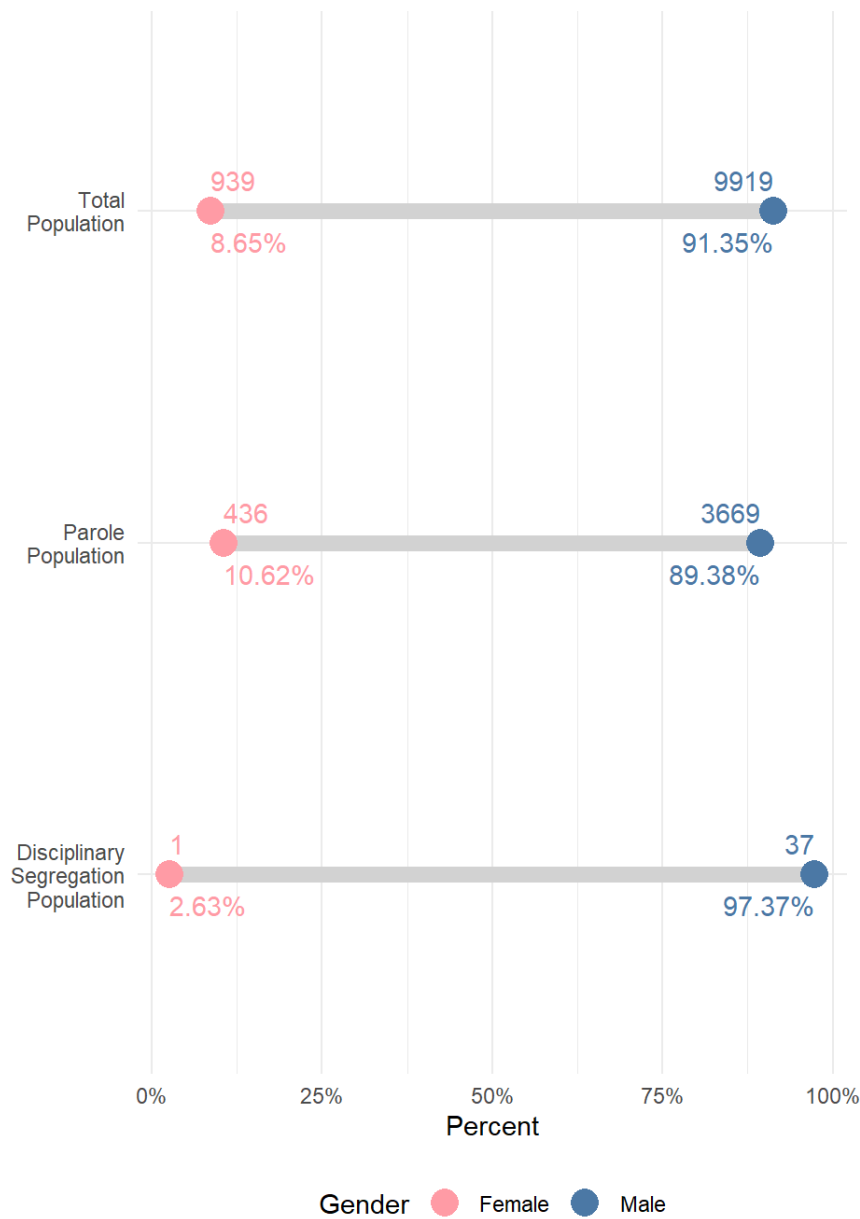 939
9919
Total
Population
8.65%
91.35%
436
3669
Parole
Population
10.62%
89.38%
1
37
Disciplinary
Segregation
Population
2.63%
97.37%
0%
25%
50%
75%
100%
Percent
Gender
Female
Male